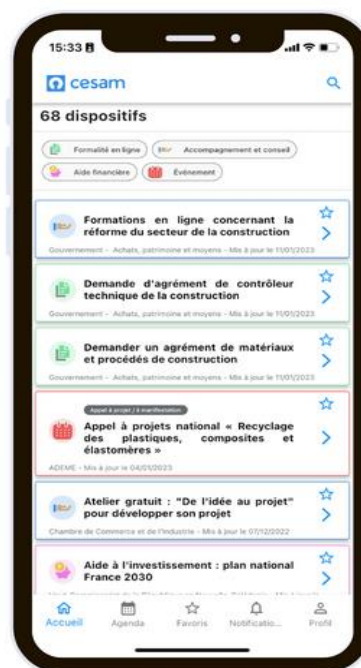 15:33
cesam
68 dispositifs
Formalité en ligne
Accompagnement et conseil
Aide financière
Événement
Formations en ligne concernant la
réforme du secteur de la construction
Gouvernement - Achats, patrimoine et moyens - Mis à jour le 11/01/2023
Demande d'agrément de contrôleur
technique de la construction
Gouvernement - Achats, patrimoine et moyens - Mis à jour le 11/01/2023
Demander un agrément de matériaux
et procédés de construction
Gouvernement - Achats, patrimoine et moyens - Mis à jour le 11/01/2023
Appel à projet / à manifestation
Appel à projets national « Recyclage
des plastiques, composites et
élastomères »
ADEME - Mis à jour le 04/01/2023
Atelier gratuit : "De l'idée au projet"
pour développer son projet
Chambre de Commerce et de l'Industrie - Mis à jour le 07/12/2022
Aide à l'investissement : plan national
France 2030
Accueil
Agenda
Favoris
Notificatio...
Profil